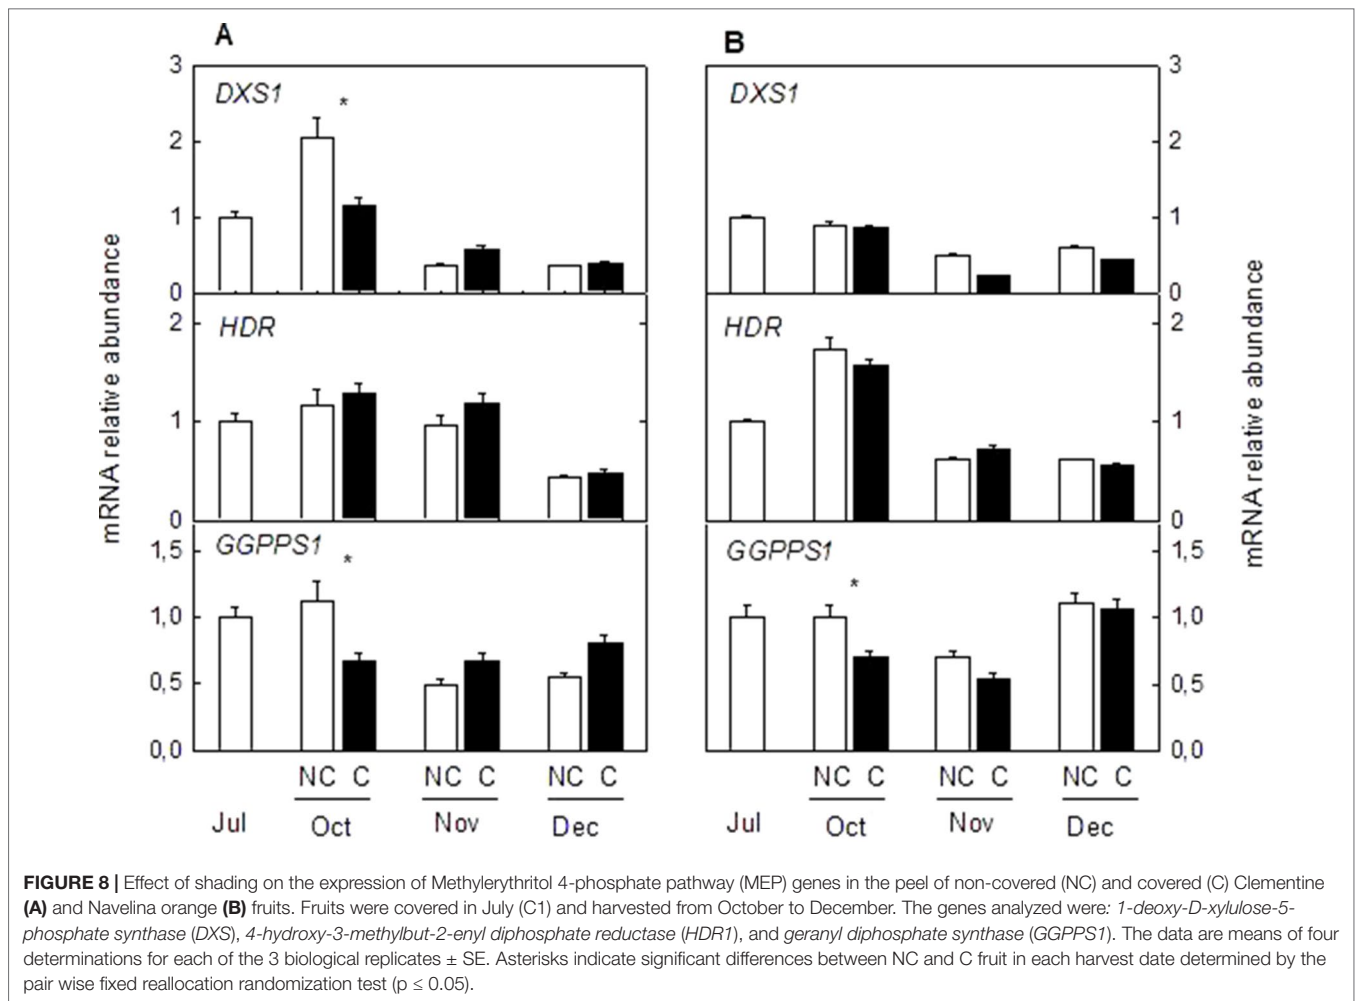 A
B
3
2
1
0
DXS1
*
DXS1
3
2
1
0
2
1
0
HDR
HDR
2
1
0
1,5
1,0
0,5
0,0
GGPPS1
*
GGPPS1
*
1,5
1,0
0,5
0,0
mRNA relative abundance
mRNA relative abundance
NC C NC C NC C
Jul Oct Nov Dec
NC C NC C NC C
Jul Oct Nov Dec
FIGURE 8 | Effect of shading on the expression of Methylerythritol 4-phosphate pathway (MEP) genes in the peel of non-covered (NC) and covered (C) Clementine
(A) and Navelina orange (B) fruits. Fruits were covered in July (C1) and harvested from October to December. The genes analyzed were: 1-deoxy-D-xylulose-5-
phosphate synthase (DXS), 4-hydroxy-3-methylbut-2-enyl diphosphate reductase (HDR1), and geranyl diphosphate synthase (GGPPS1). The data are means of four
determinations for each of the 3 biological replicates ± SE. Asterisks indicate significant differences between NC and C fruit in each harvest date determined by the
pair wise fixed reallocation randomization test (p ≤ 0.05).